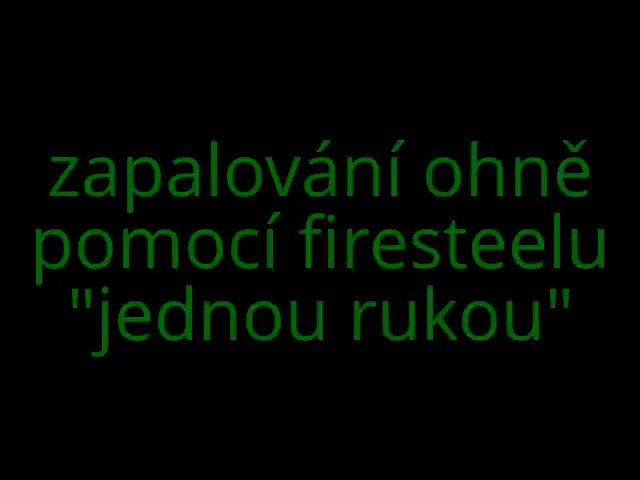 zapalování ohně
pomocí firesteelu
"jednou rukou"